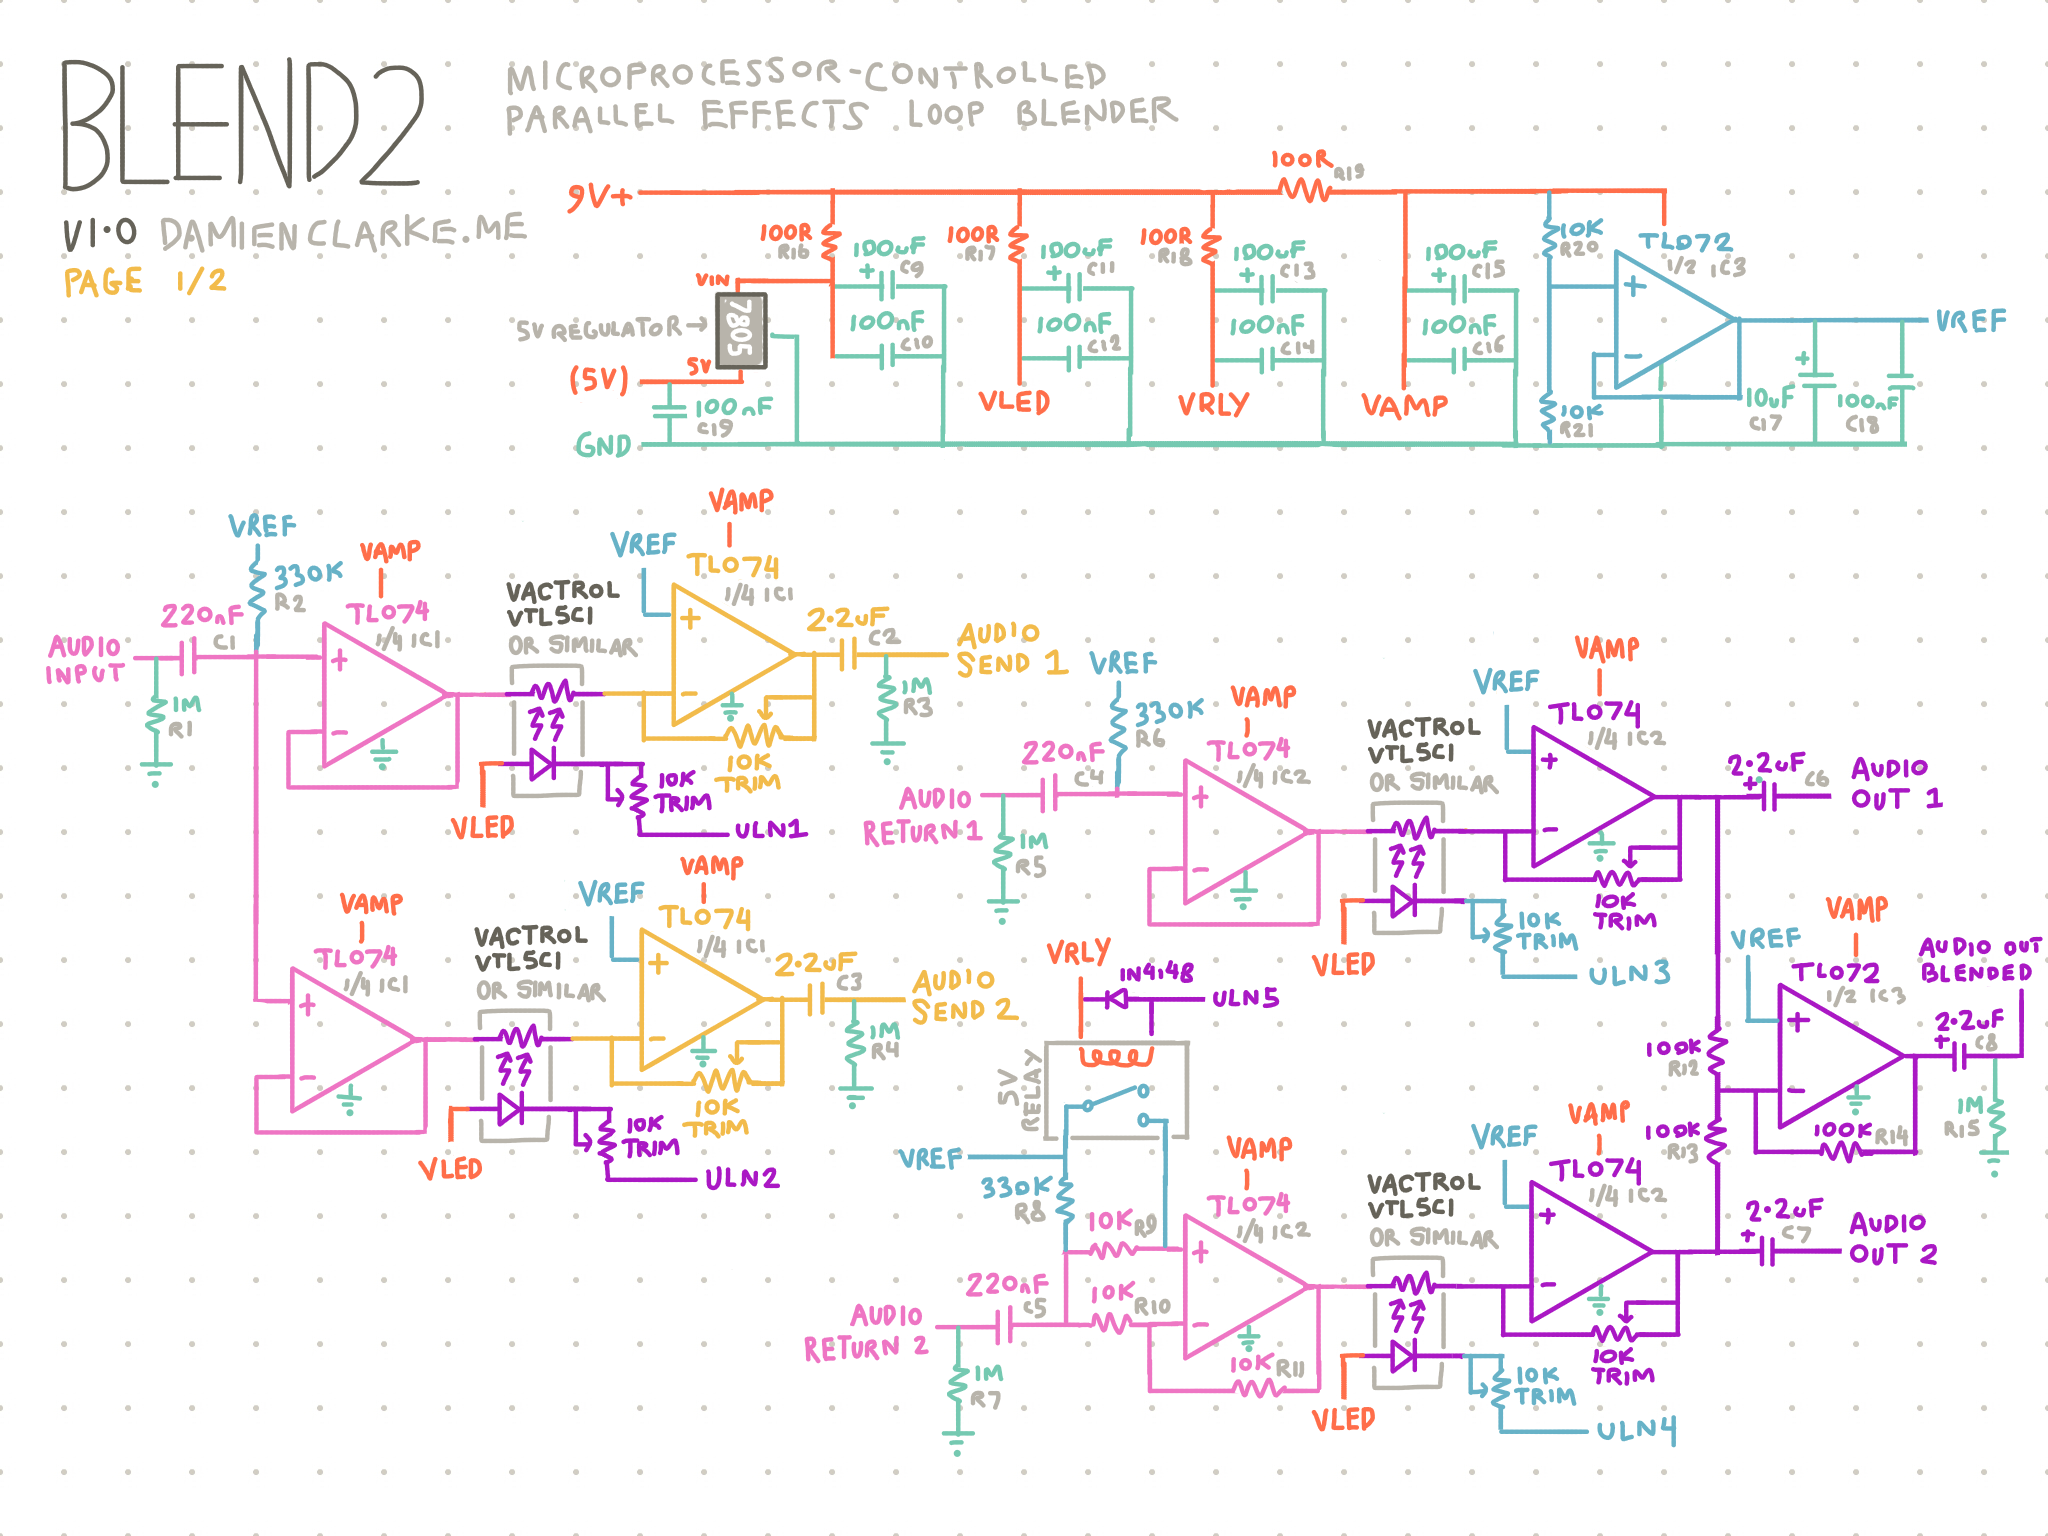 BLEND2
MICROPROCESSOR-CONTROLLED
PARALLEL EFFECTS LOOP BLENDER
V1.0 DAMIENCLARKE.ME
PAGE 1/2
9V+
100R
R19
100R
R16
100uF
C9
100nF
C10
VIN
7805
5V REGULATOR→
5V
(5V)
100nF
C19
GND
100R
R17
100uF
C11
100nF
C12
VLED
100R
R18
100uF
C13
100nF
C14
VRLY
100uF
C15
100nF
C16
VAMP
10K
R20
10K
R21
TL072
1/2 IC3
+
-
VREF
10uF
C17
100nF
C18
VREF
330K
R2
VAMP
TL074
1/4 IC1
220nF
C1
AUDIO
INPUT
1M
R1
+
-
VACTROL
VTL5C1
OR SIMILAR
VLED
10K
TRIM
ULN1
VREF
VAMP
TL074
1/4 IC1
+
-
10K
TRIM
2.2uF
C2
AUDIO
SEND 1
1M
R3
VAMP
TL074
1/4 IC1
+
-
VACTROL
VTL5C1
OR SIMILAR
VLED
10K
TRIM
ULN2
VREF
VAMP
TL074
1/4 IC1
+
-
10K
TRIM
2.2uF
C3
AUDIO
SEND 2
1M
R4
VREF
330K
R6
220nF
C4
AUDIO
RETURN 1
1M
R5
VAMP
TL074
1/4 IC2
+
-
VACTROL
VTL5C1
OR SIMILAR
VLED
10K
TRIM
ULN3
VREF
VAMP
TL074
1/4 IC2
+
-
10K
TRIM
2.2uF
C6
AUDIO
OUT 1
VRLY
IN4148
ULN5
5V
RELAY
VREF
330K
R8
10K
R9
10K
R10
220nF
C5
AUDIO
RETURN 2
1M
R7
VAMP
TL074
1/4 IC2
+
-
10K
R11
VACTROL
VTL5C1
OR SIMILAR
VLED
10K
TRIM
ULN4
VREF
VAMP
TL074
1/4 IC2
+
-
10K
TRIM
2.2uF
C7
AUDIO
OUT 2
100K
R12
100K
R13
VREF
VAMP
TL072
1/2 IC3
+
-
100K
R14
2.2uF
C8
AUDIO OUT
BLENDED
1M
R15